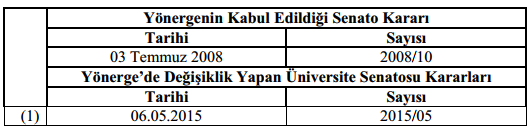 Yönergenin Kabul Edildiği Senato Kararı
Tarihi Sayısı
03 Temmuz 2008 2008/10
Yönerge’de Değişiklik Yapan Üniversite Senatosu Kararları
Tarihi Sayısı
(1) 06.05.2015 2015/05